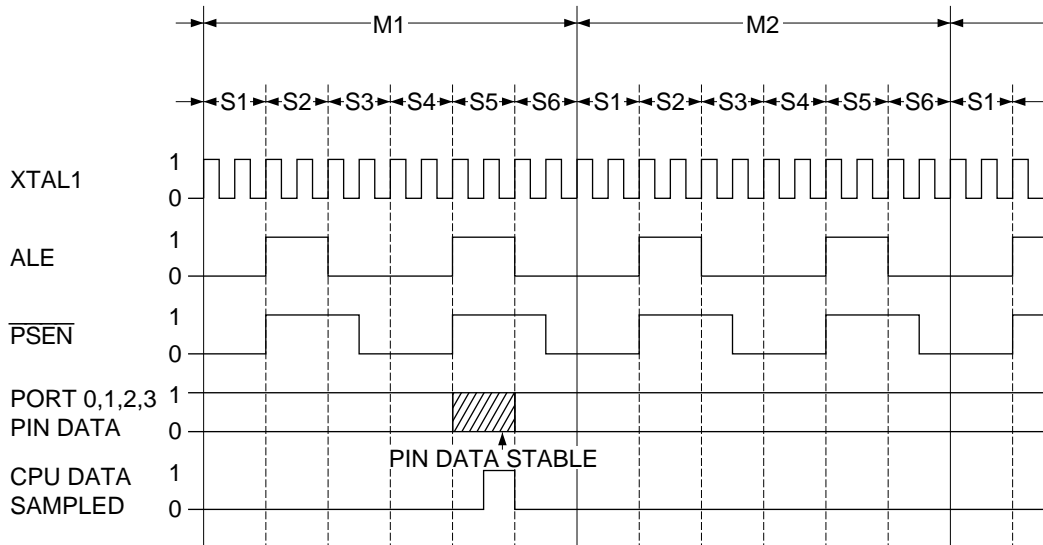 M1 M2
S1 S2 S3 S4 S5 S6 S1 S2 S3 S4 S5 S6 S1
XTAL1 1
0
ALE 1
0
PSEN 1
0
PORT 0,1,2,3 1
PIN DATA 0
PIN DATA STABLE
CPU DATA 1
SAMPLED 0